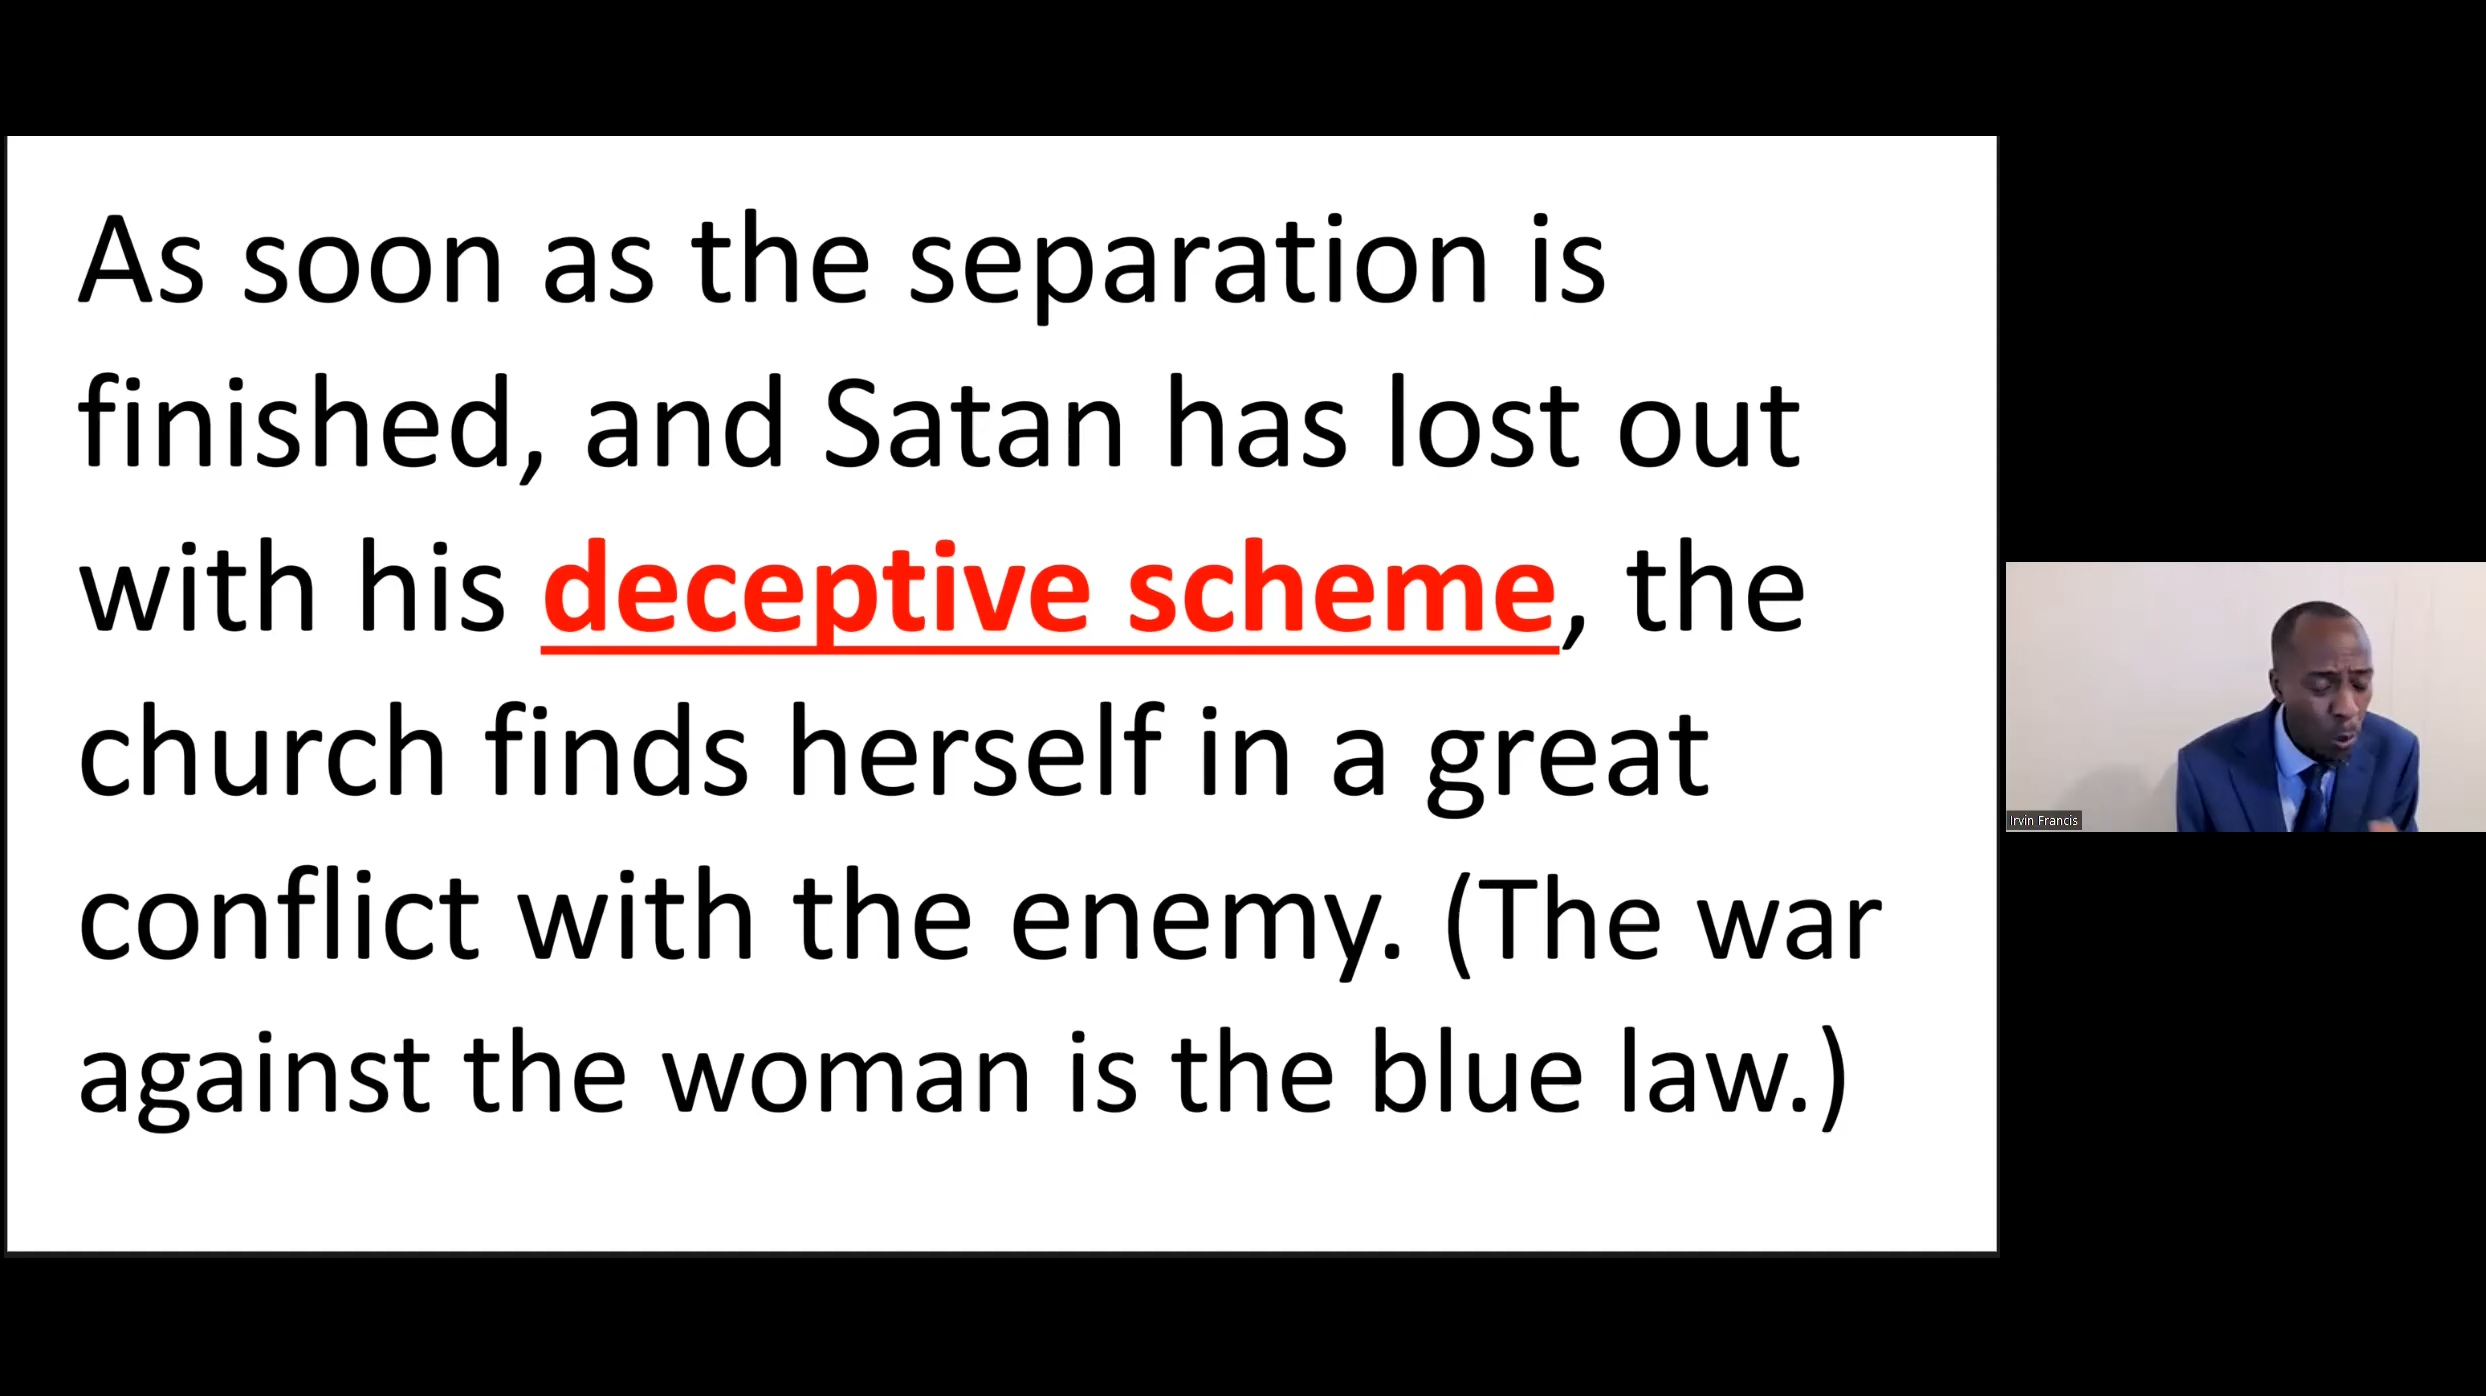 As soon as the separation is
finished, and Satan has lost out
with his deceptive scheme, the
church finds herself in a great
conflict with the enemy. (The war
against the woman is the blue law.)
Irvin Francis